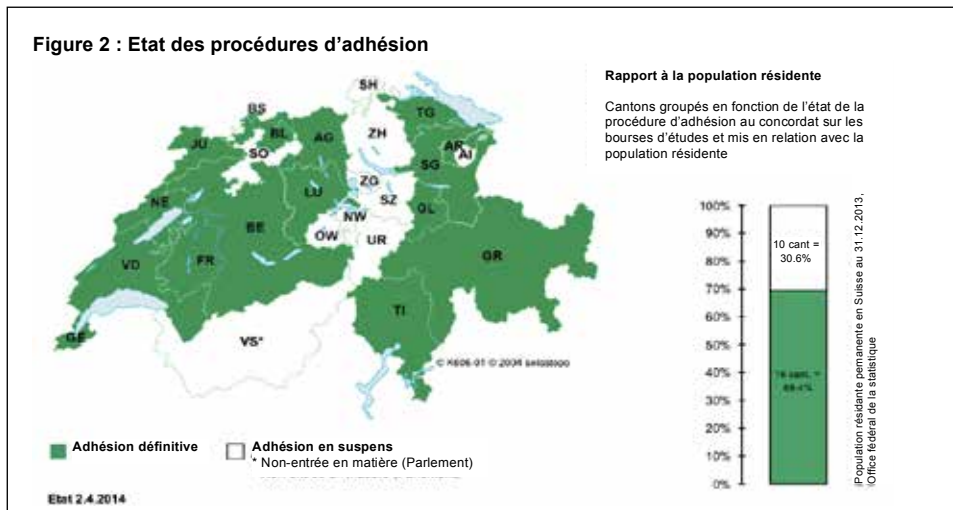 Figure 2 : Etat des procédures d’adhésion
SH
BS
TG
BL
JU
AG
ZH
SO
AR
AI
SG
ZG
LU
SZ
NE
GL
NW
BE
OW
UR
GR
VD
FR
TI
GE
VS*
Adhésion définitive
Adhésion en suspens
* Non-entrée en matière (Parlement)
Etat 2.4.2014
Rapport à la population résidente
Cantons groupés en fonction de l’état de la
procédure d’adhésion au concordat sur les
bourses d’études et mis en relation avec la
population résidente
100%
90%
80%
70%
60%
50%
40%
30%
20%
10%
0%
10 cant =
30.6%
16 cant. =
Population résidante pemanente en Suisse au 31.12.2013,
Office fédéral de la statistique